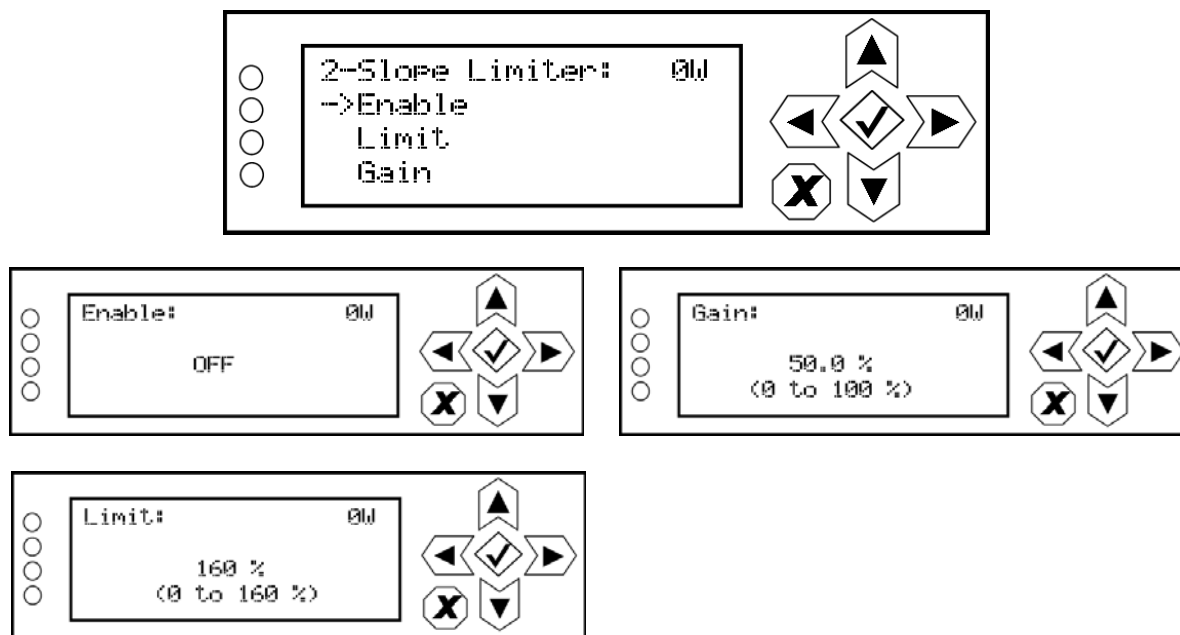 2-Slope Limiter: 0W
->Enable
Limit
Gain
Enable: 0W
OFF
Gain: 0W
50.0 %
(0 to 100 %)
Limit: 0W
160 %
(0 to 160 %)